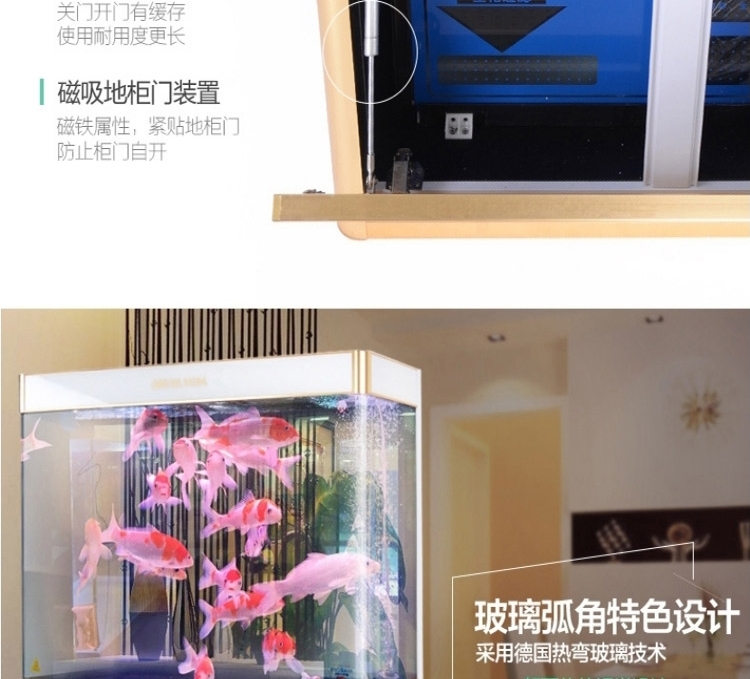 关门开门有缓存
使用耐用度更长
磁吸地柜门装置
磁铁属性，紧贴地柜门
防止柜门自开
玻璃弧角特色设计
采用德国热弯玻璃技术